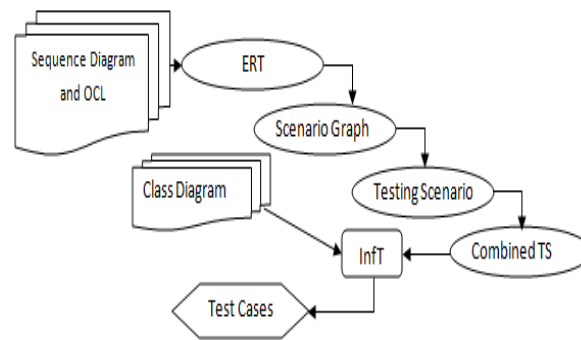 Sequence Diagram
and OCL
ERT
Scenario Graph
Class Diagram
Testing Scenario
InfT
Combined TS
Test Cases